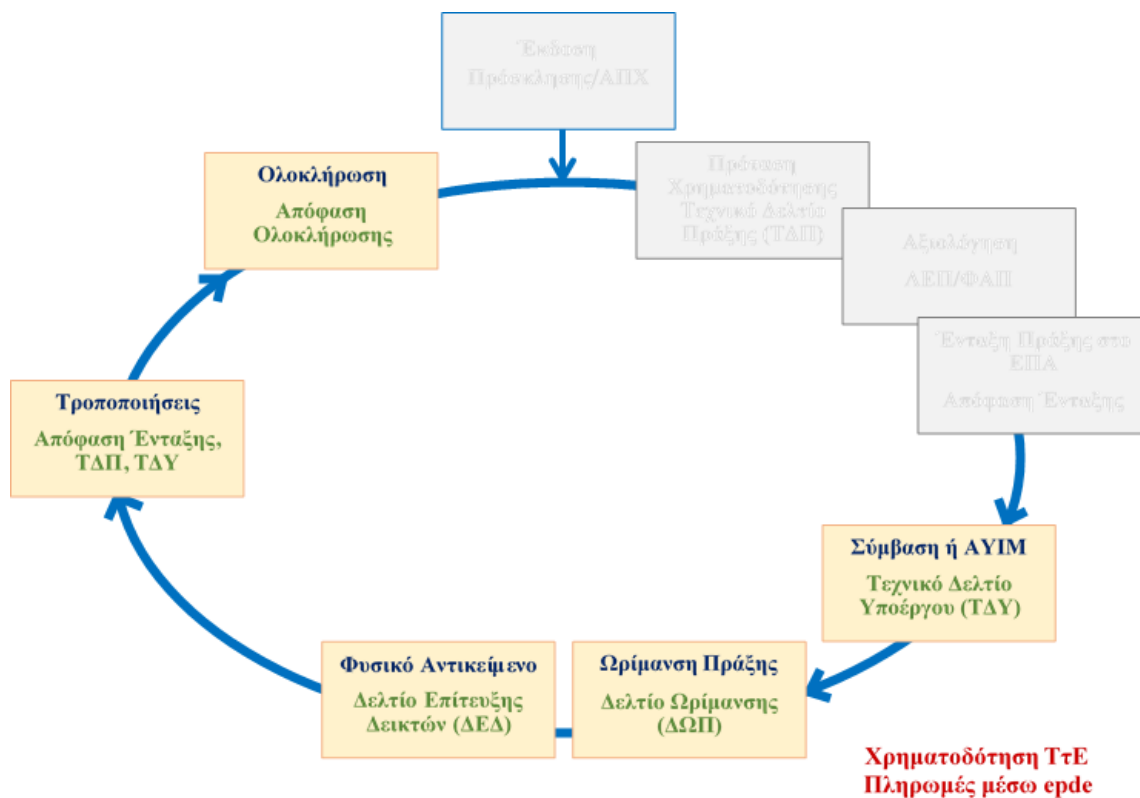 Έκδοση
Πρόσκλησης/ΑΠΧ
Πρόταση
Χρηματοδότησης
Τεχνικό Δελτίο
Πράξης (ΤΔΠ)
Αξιολόγηση
ΑΕΠ/ΦΑΠ
Ένταξη Πράξης στο
ΕΠΑ
Απόφαση Ένταξης
Σύμβαση ή ΑΥΙΜ
Τεχνικό Δελτίο
Υποέργου (ΤΔΥ)
Ωρίμανση Πράξης
Δελτίο Ωρίμανσης
(ΔΩΠ)
Φυσικό Αντικείμενο
Δελτίο Επίτευξης
Δεικτών (ΔΕΔ)
Τροποποιήσεις
Απόφαση Ένταξης,
ΤΔΠ, ΤΔΥ
Ολοκλήρωση
Απόφαση
Ολοκλήρωσης
Χρηματοδότηση ΤτΕ
Πληρωμές μέσω epde